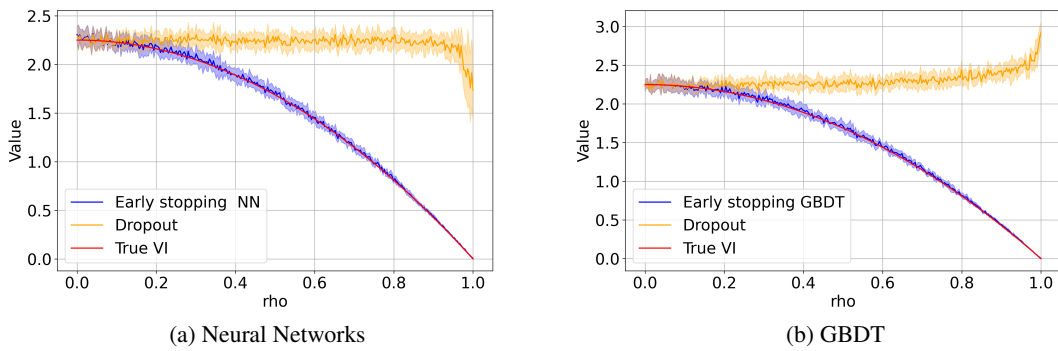 2.5
2.0
1.5
1.0
0.5
0.0
Value
0.0 0.2 0.4 0.6 0.8 1.0
rho
Early stopping NN
Dropout
True VI
(a) Neural Networks
3.0
2.5
2.0
1.5
1.0
0.5
0.0
Value
0.0 0.2 0.4 0.6 0.8 1.0
rho
Early stopping GBDT
Dropout
True VI
(b) GBDT